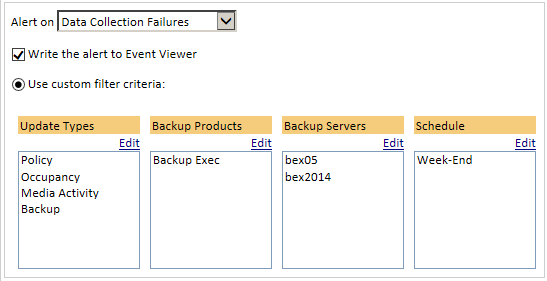 Alert on Data Collection Failures
Write the alert to Event Viewer
Use custom filter criteria:
Update Types Backup Products Backup Servers Schedule
Edit Edit Edit Edit
Policy Backup Exec bex05 Week-End
Occupancy bex2014
Media Activity
Backup